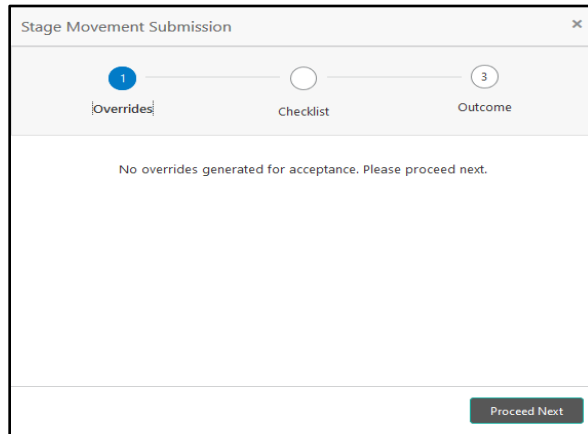 Stage Movement Submission
×
1
3
Overrides
Checklist
Outcome
No overrides generated for acceptance. Please proceed next.
Proceed Next